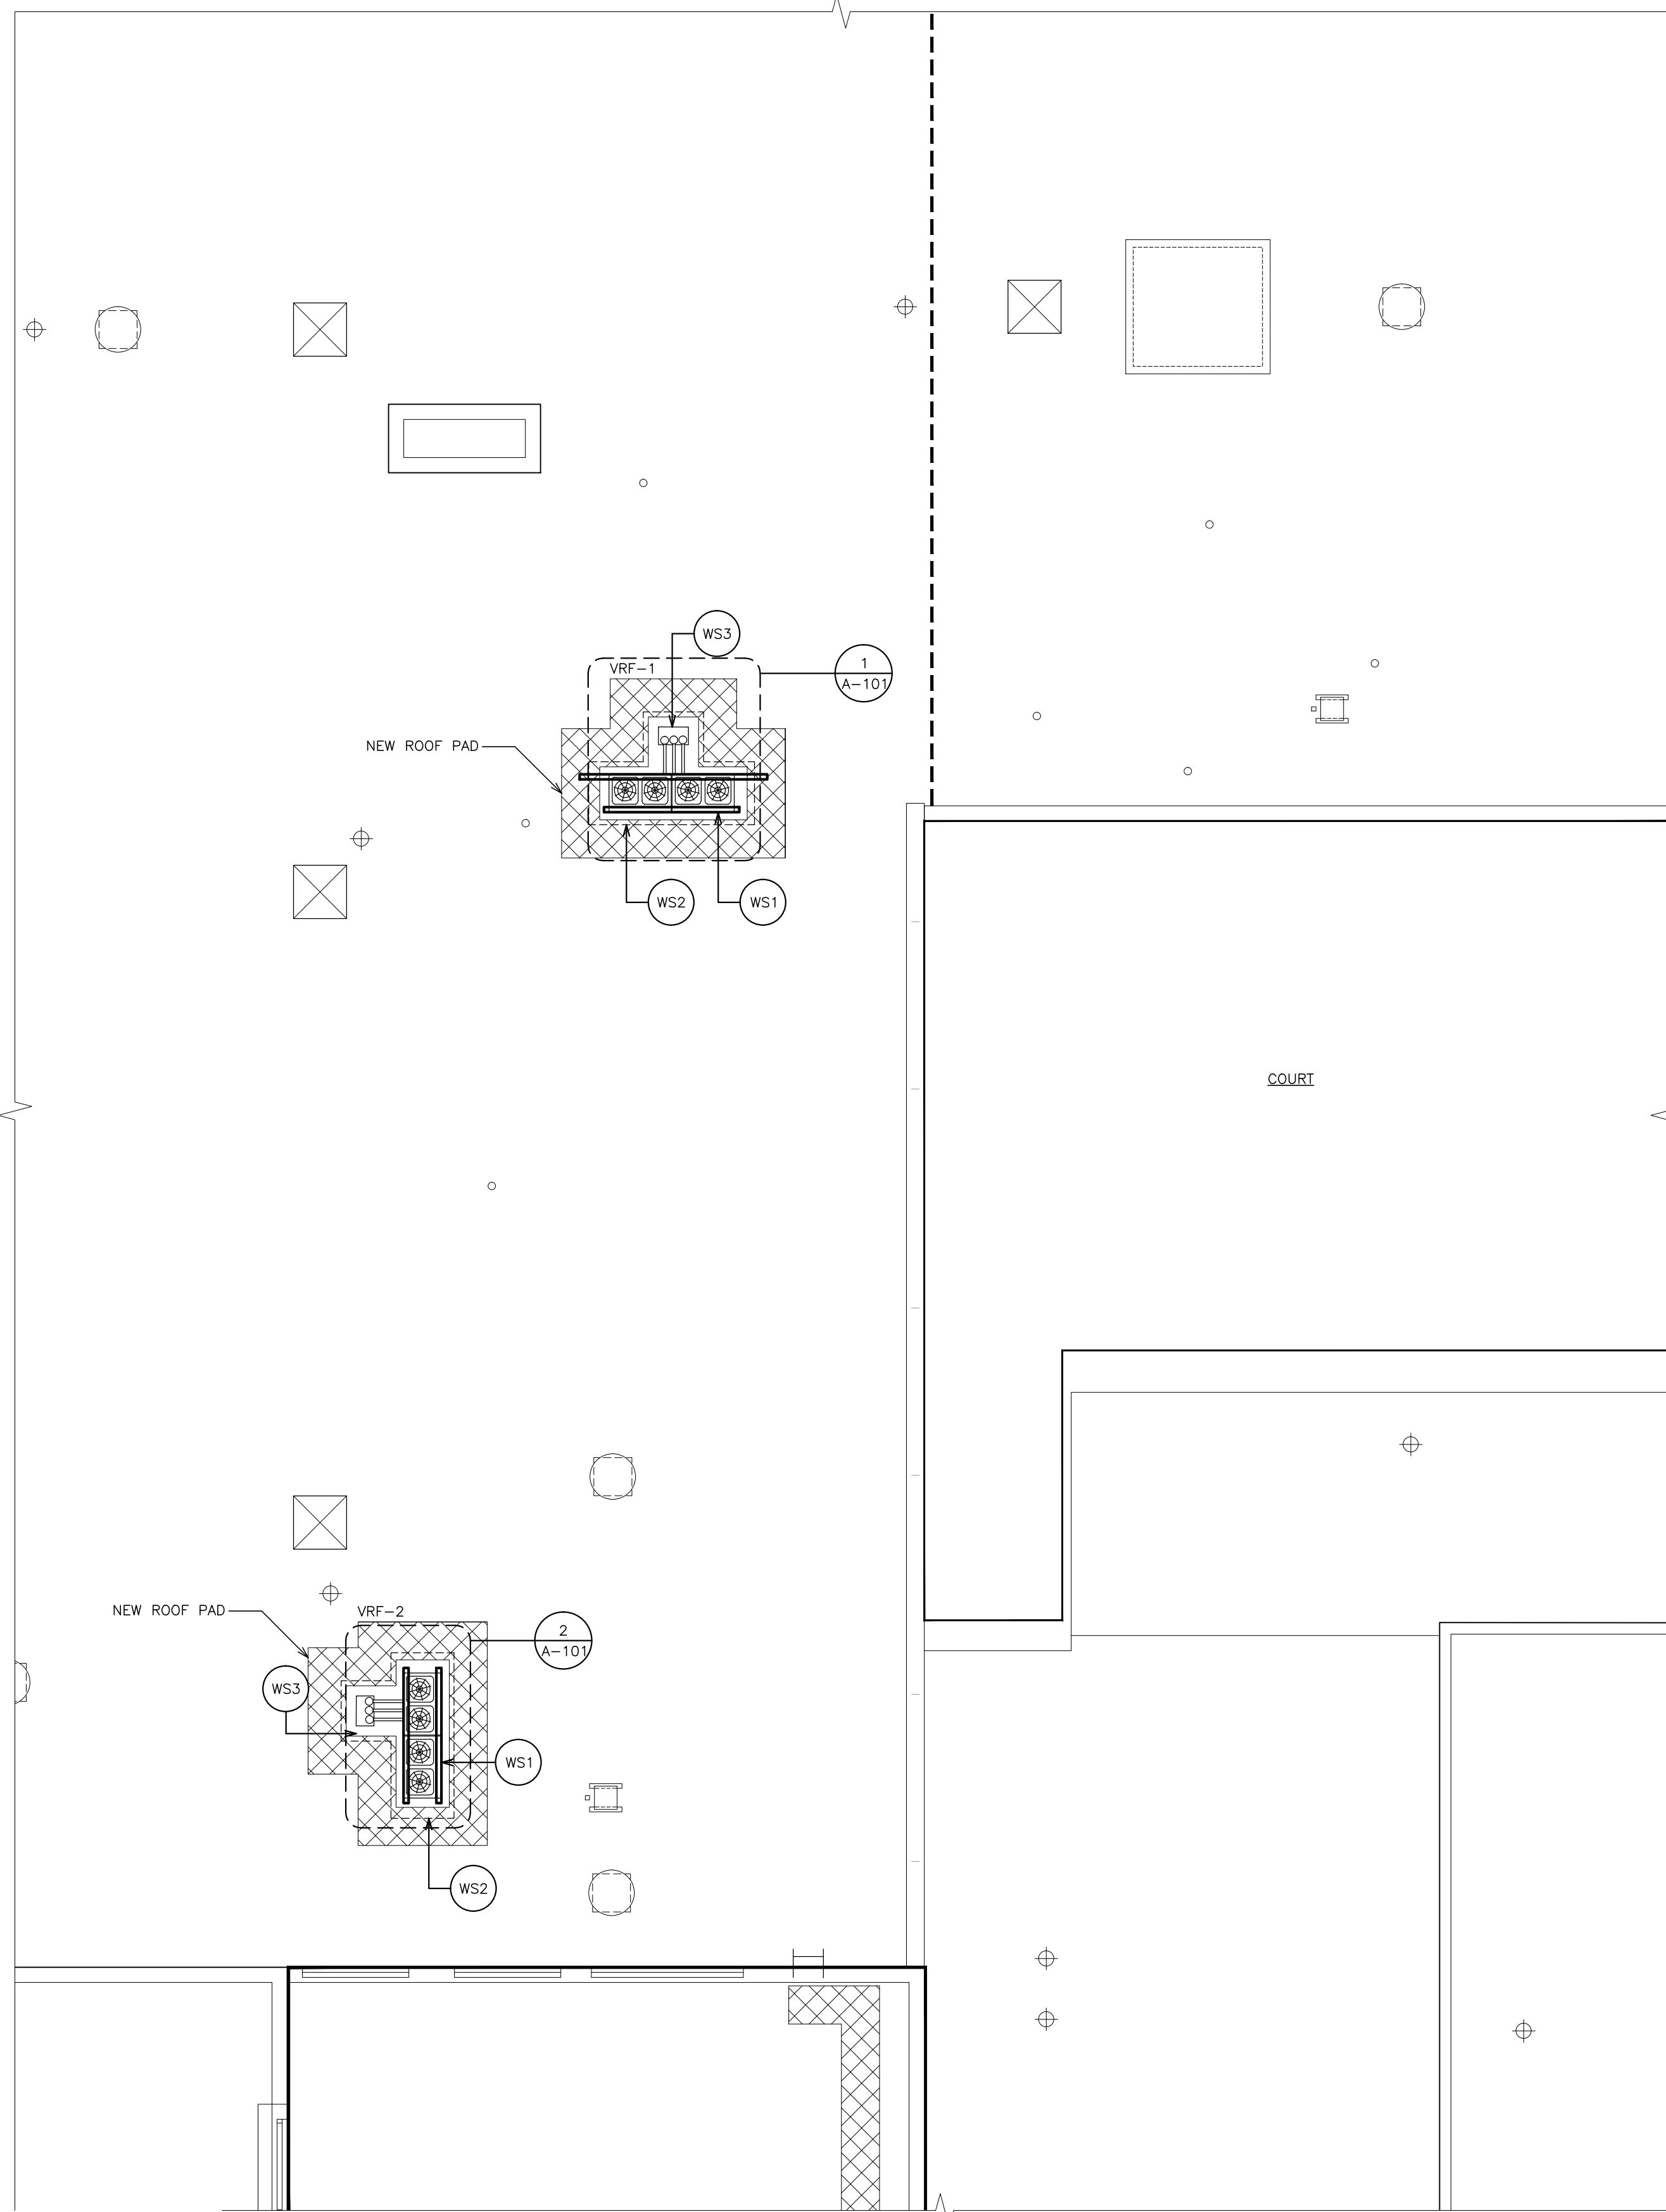 WS3
VRF-1
1
A-101
NEW ROOF PAD
WS2
WS1
COURT
NEW ROOF PAD
VRF-2
2
A-101
WS3
WS1
WS2